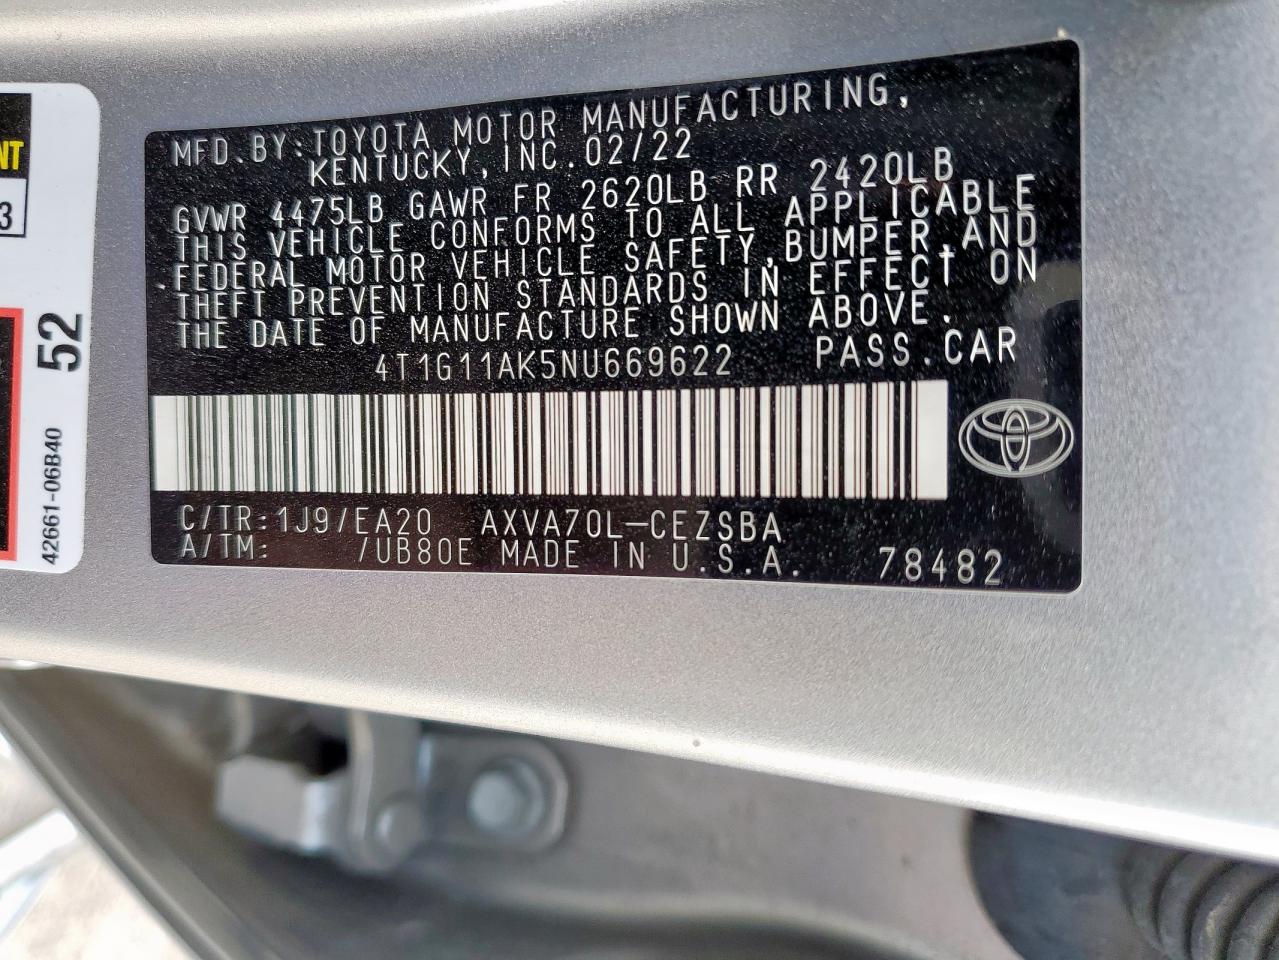 NT
3
52
42661-06B40
MFD.BY:TOYOTA MOTOR MANUFACTURING,
KENTUCKY, INC.02/22
GVWR 4475LB GAWR FR 2620LB RR 2420LB
THIS VEHICLE CONFORMS TO ALL APPLICABLE
FEDERAL MOTOR VEHICLE SAFETY,BUMPER,AND
THEFT PREVENTION STANDARDS IN EFFECT ON
THE DATE OF MANUFACTURE SHOWN ABOVE.
4T1G11AK5NU669622 PASS.CAR
C/TR:1J9/EA20 AXVA70L-CEZSBA
A/TM: /UB80E MADE IN U.S.A. 78482